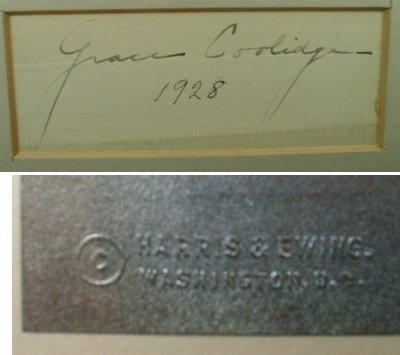 Grace Coolidge
1928
© HARRIS & EWING.
WASHINGTON. D.C.